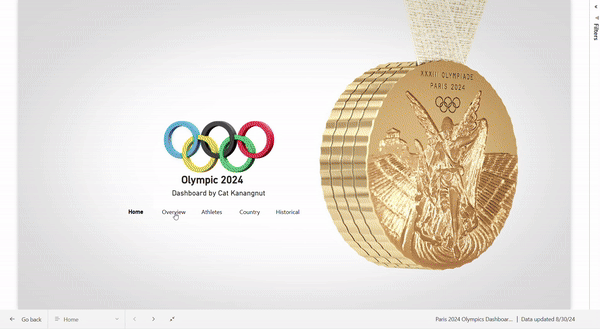 Filters
XXXIII OLYMPIADE
PARIS 2024
Olympic 2024
Dashboard by Cat Kanangnut
Home Overview Athletes Country Historical
Go back Home Paris 2024 Olympics Dashboar... | Data updated 8/30/24